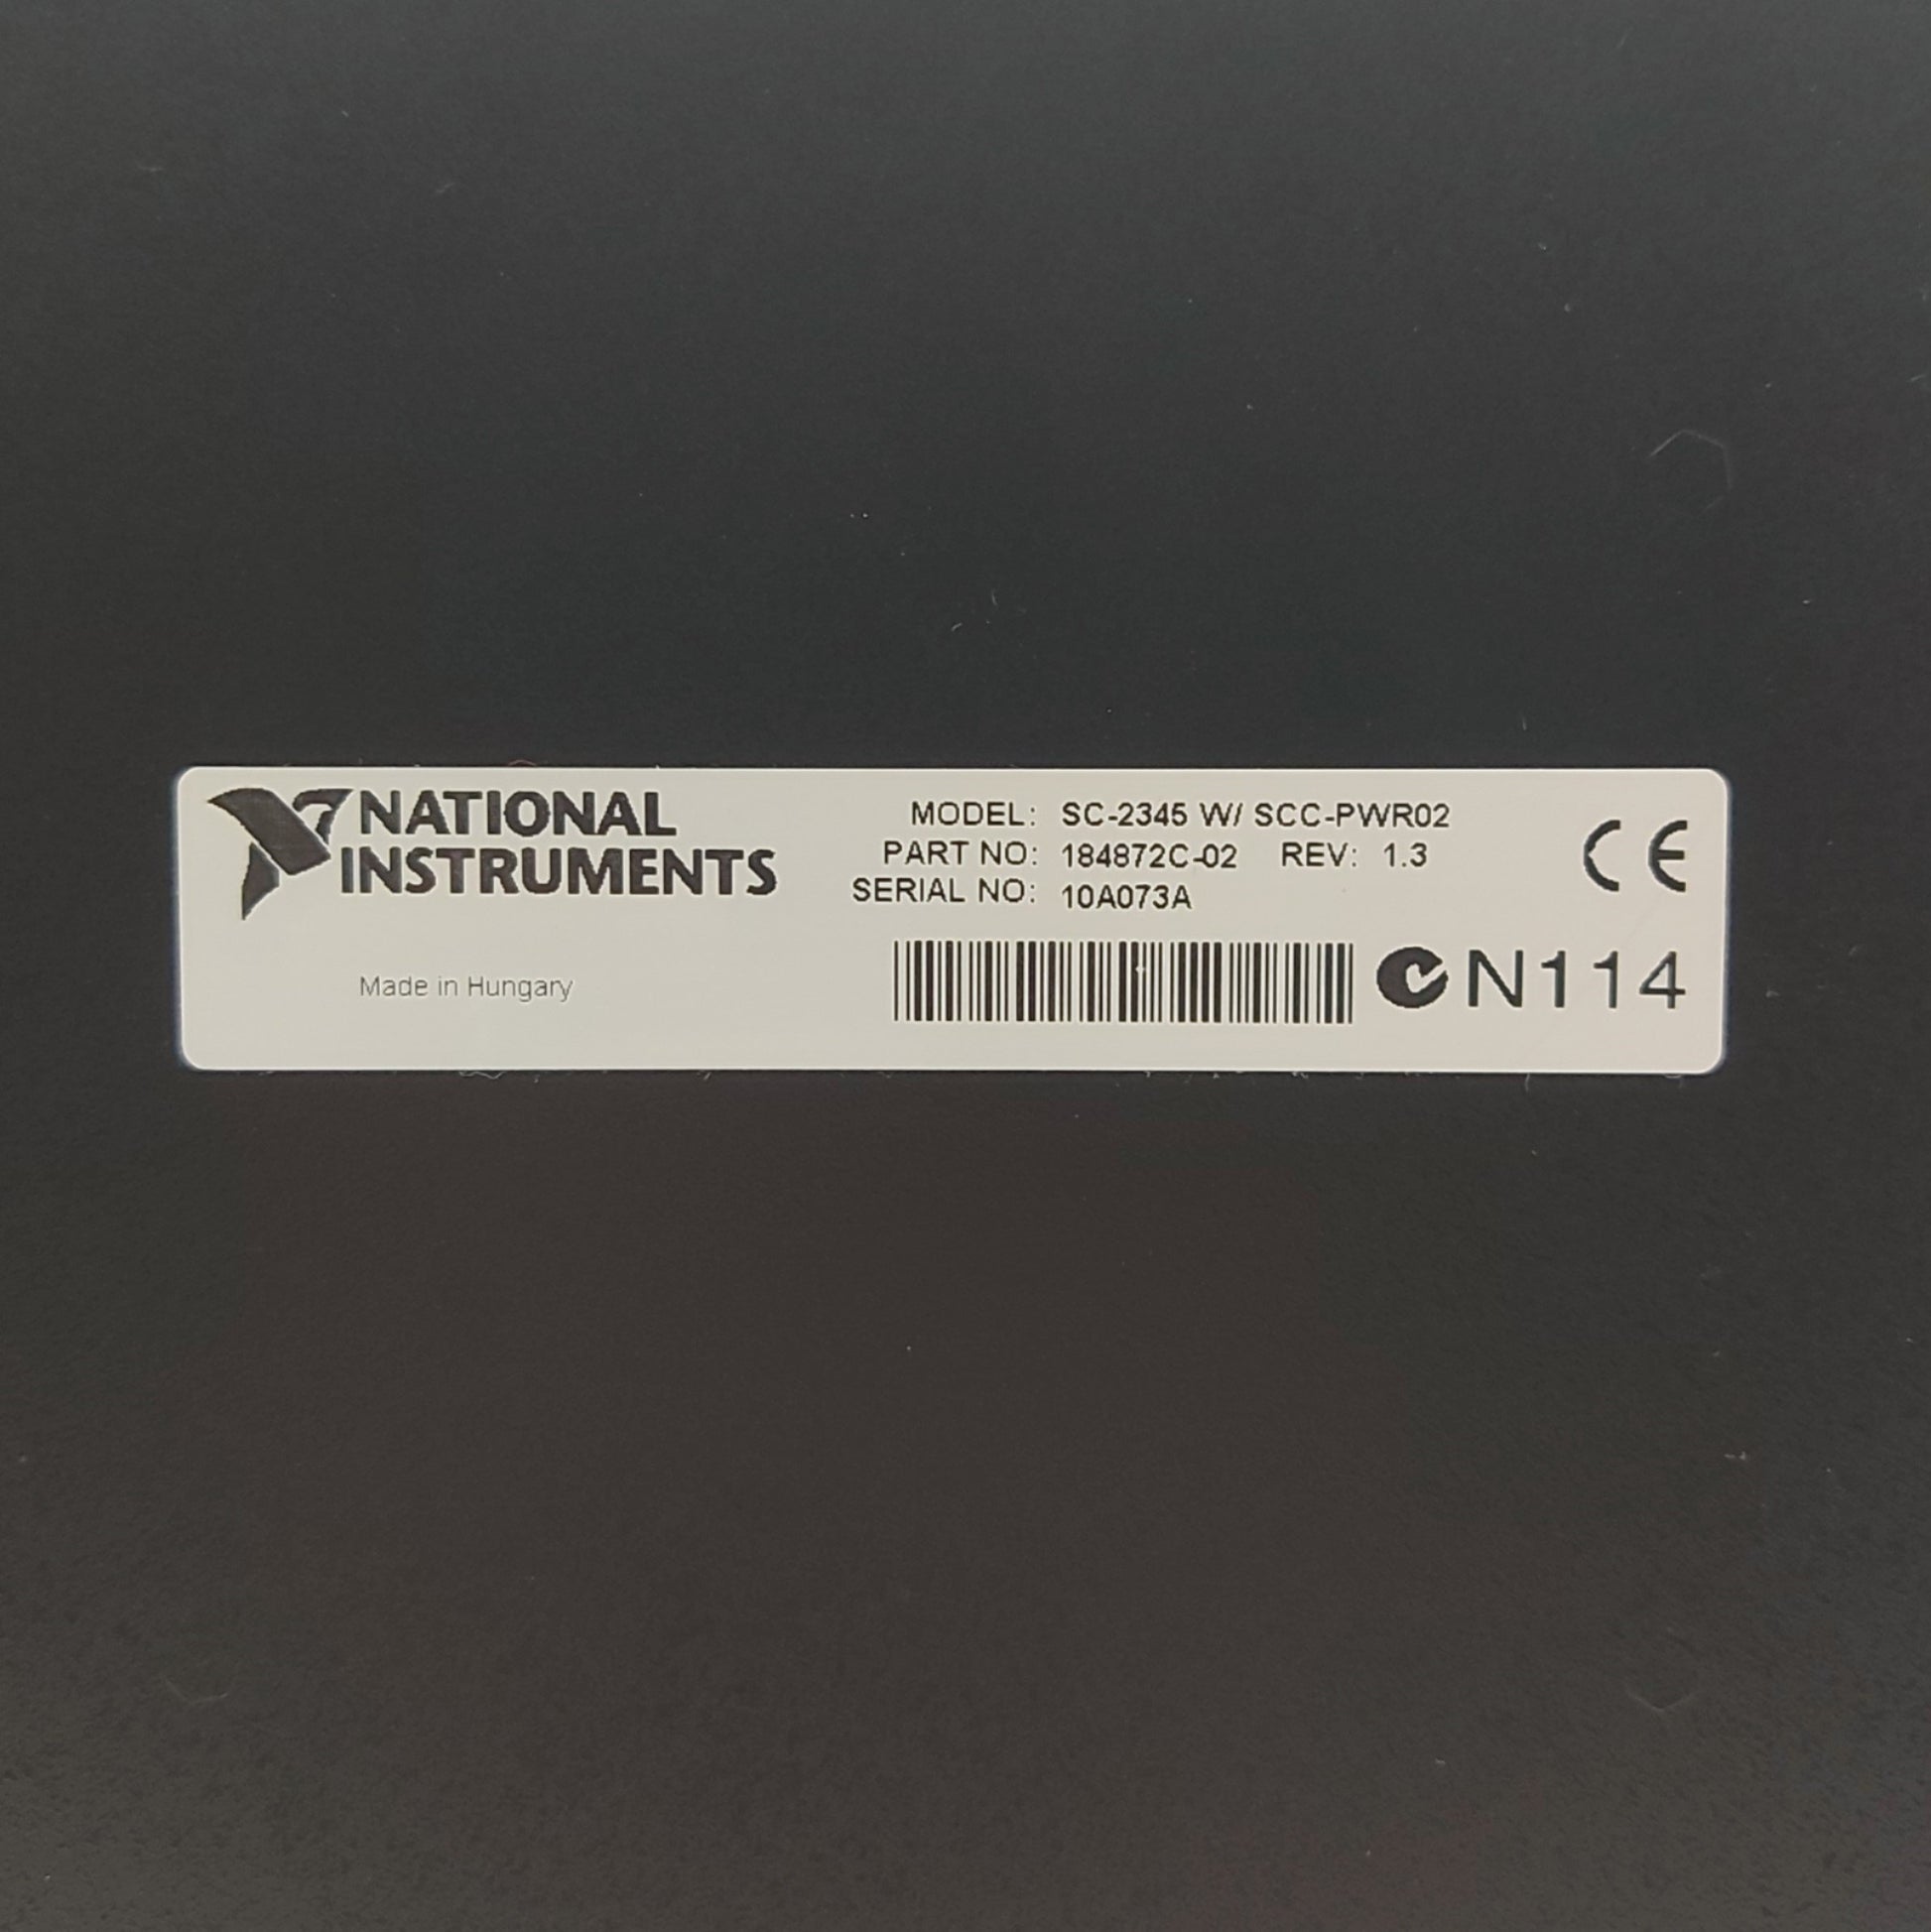 NATIONAL
INSTRUMENTS
Made in Hungary
MODEL: SC-2345 W/ SCC-PWR02
PART NO: 184872C-02 REV: 1.3
SERIAL NO: 10A073A
CE
N114